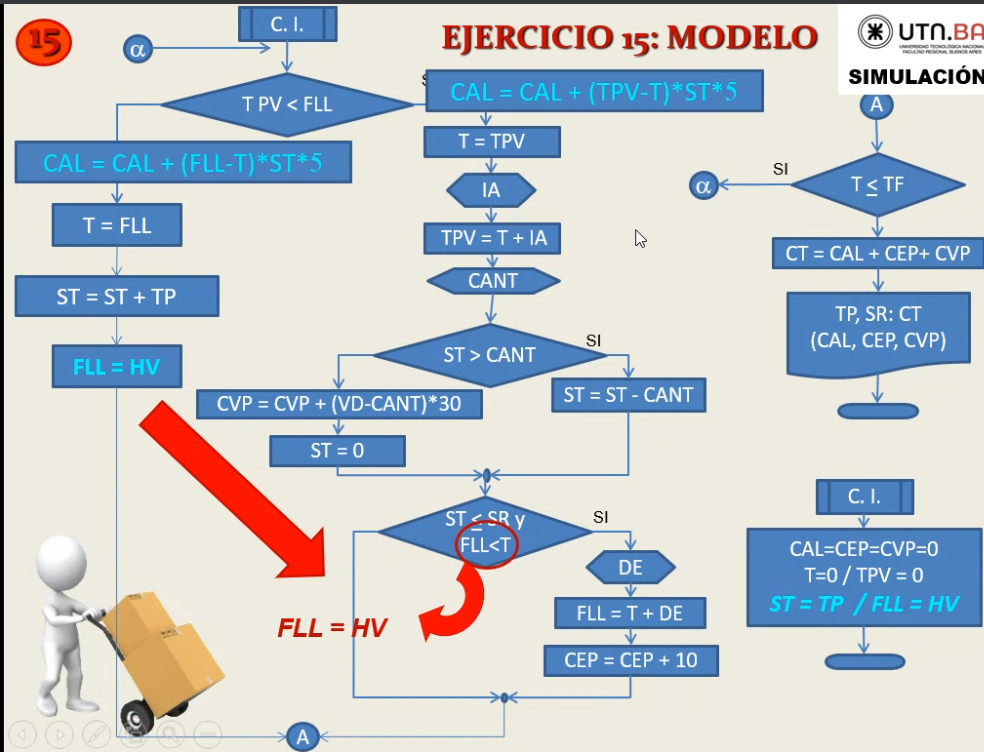 15
EJERCICIO 15: MODELO
UTN.BA
UNIVERSIDAD TECNOLÓGICA NACIONAL
FACULTAD REGIONAL BUENOS AIRES
SIMULACIÓN
C. I.
α
T PV < FLL
S
CAL = CAL + (TPV-T)*ST*5
T = TPV
IA
TPV = T + IA
CANT
ST > CANT
SI
CVP = CVP + (VD-CANT)*30
ST = 0
ST = ST - CANT
ST ≤ SR y
FLL<T
SI
DE
FLL = T + DE
CEP = CEP + 10
CAL = CAL + (FLL-T)*ST*5
T = FLL
ST = ST + TP
FLL = HV
FLL = HV
A
A
T ≤ TF
SI
α
CT = CAL + CEP+ CVP
TP, SR: CT
(CAL, CEP, CVP)
C. I.
CAL=CEP=CVP=0
T=0 / TPV = 0
ST = TP / FLL = HV